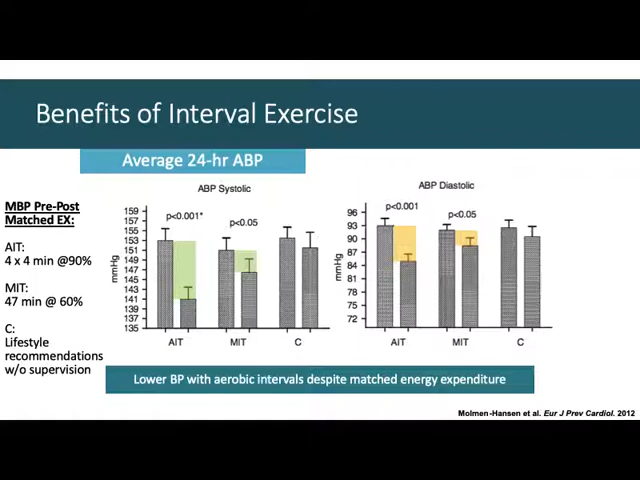 Benefits of Interval Exercise
Average 24-hr ABP
MBP Pre-Post
Matched EX:
AIT:
4 x 4 min @90%
MIT:
47 min @ 60%
C:
Lifestyle
recommendations
w/o supervision
ABP Systolic
mmHg
159
157
155
153
151
149
147
145
143
141
139
137
135
p<0.001*
p<0.05
AIT
MIT
C
ABP Diastolic
mmHg
96
93
90
87
84
81
78
75
72
p<0.001
p<0.05
AIT
MIT
C
Lower BP with aerobic intervals despite matched energy expenditure
Molmen-Hansen et al. Eur J Prev Cardiol. 2012